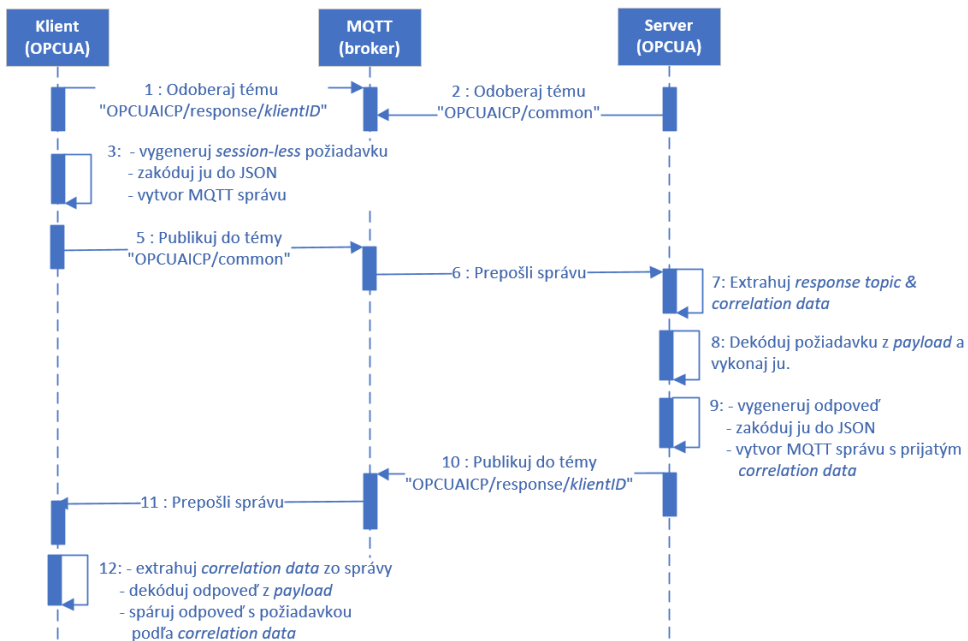 Klient
(OPCUA)
MQTT
(broker)
Server
(OPCUA)
1 : Odoberaj tému
"OPCUAICP/response/klientID"
2 : Odoberaj tému
"OPCUAICP/common"
3: - vygeneruj session-less požiadavku
- zakóduj ju do JSON
- vytvor MQTT správu
5 : Publikuj do témy
"OPCUAICP/common"
6 : Prepošli správu
7: Extrahuj response topic &
correlation data
8: Dekóduj požiadavku z payload a
vykonaj ju.
9: - vygeneruj odpoveď
- zakóduj ju do JSON
- vytvor MQTT správu s prijatým
correlation data
10 : Publikuj do témy
"OPCUAICP/response/klientID"
11 : Prepošli správu
12: - extrahuj correlation data zo správy
- dekóduj odpoveď z payload
- spáruj odpoveď s požiadavkou
podľa correlation data